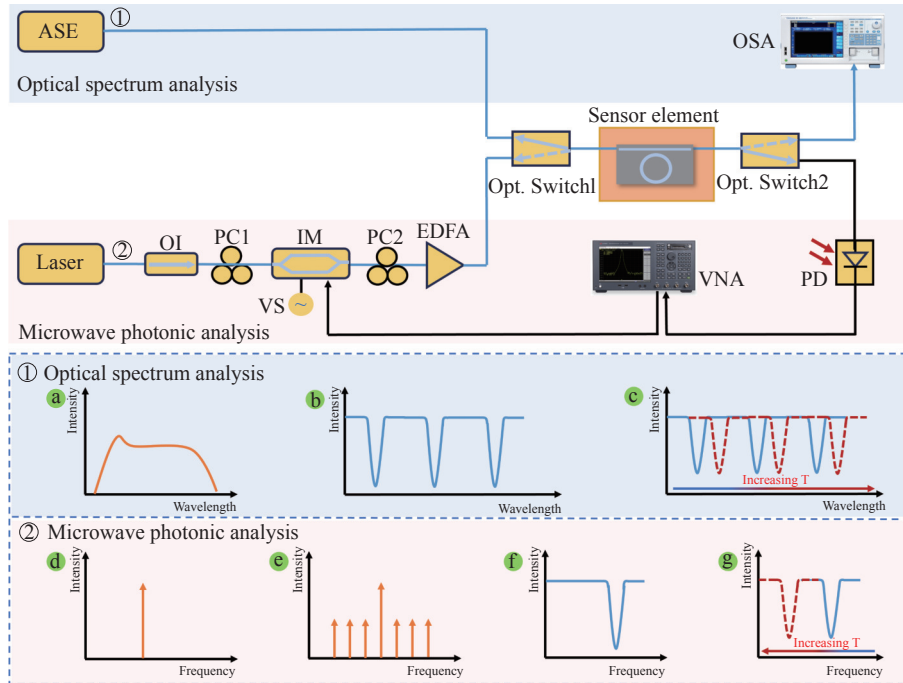 ①
ASE
OSA
Optical spectrum analysis
Sensor element
Opt. Switchl
Opt. Switch2
EDFA
②
PC1
IM
PC2
Laser
OI
VNA
PD
VS
~
Microwave photonic analysis
① Optical spectrum analysis
a
Intensity
Wavelength
b
Intensity
Wavelength
c
Intensity
Increasing T
Wavelength
② Microwave photonic analysis
d
Intensity
Frequency
e
Intensity
Frequency
f
Intensity
Frequency
g
Intensity
Increasing T
Frequency